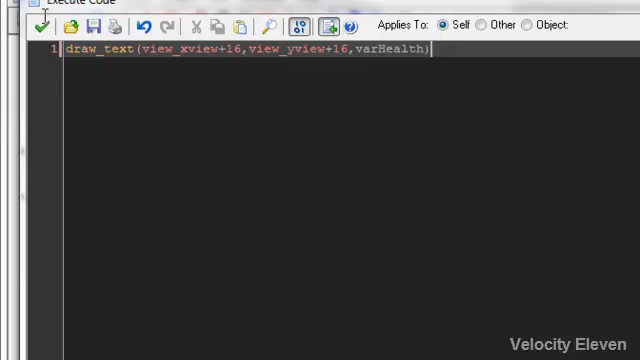 Execute Code
Applies To: Self Other Object:
1 draw_text(view_xview+16,view_yview+16,varHealth)
Velocity Eleven